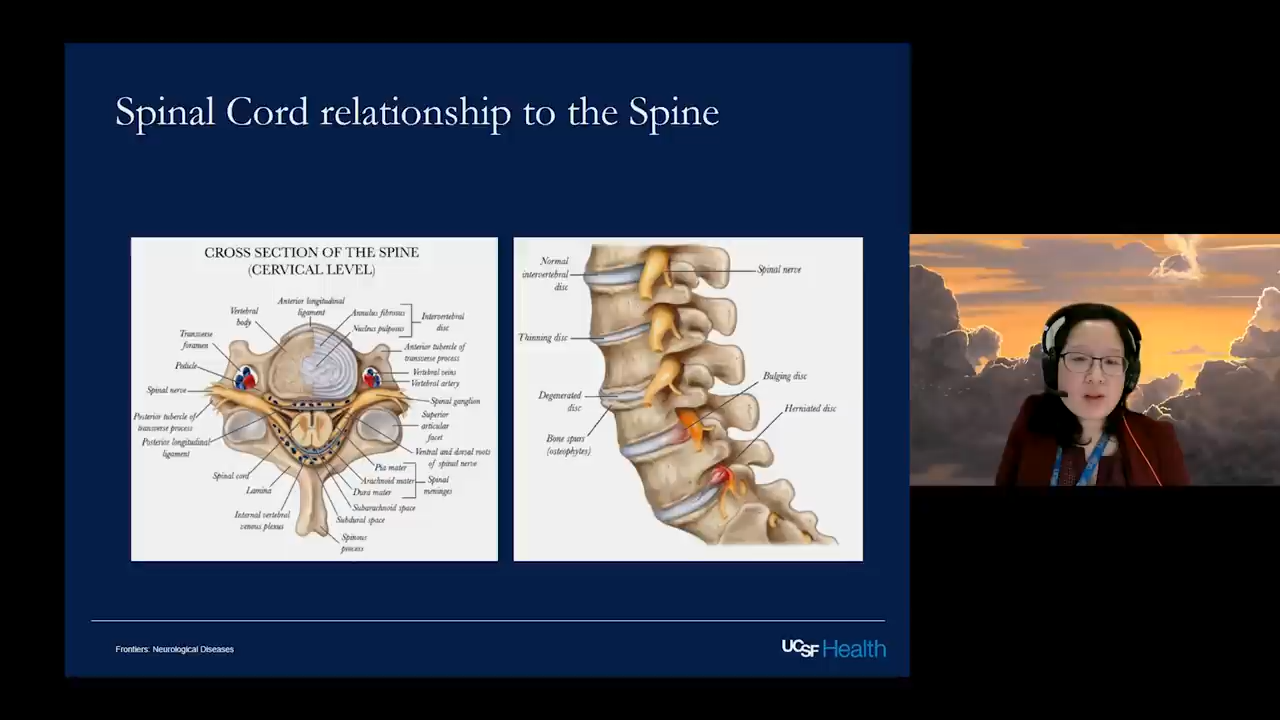 Spinal Cord relationship to the Spine
CROSS SECTION OF THE SPINE
(CERVICAL LEVEL)
Anterior longitudinal
ligament
Vertebral
body
Annulus fibrosus
Nucleus pulposus
Intervertebral
disc
Transverse
foramen
Anterior tubercle of
transverse process
Pedicle
Vertebral veins
Vertebral artery
Spinal nerve
Spinal ganglion
Posterior tubercle of
transverse process
Superior
articular
facet
Posterior longitudinal
ligament
Ventral and dorsal roots
of spinal nerve
Spinal cord
Pia mater
Arachnoid mater
Dura mater
Spinal
meninges
Lamina
Subarachnoid space
Subdural space
Internal vertebral
venous plexus
Spinous
process
Normal
intervertebral
disc
Spinal nerve
Thinning disc
Bulging disc
Degenerated
disc
Herniated disc
Bone spurs
(osteophytes)
Frontiers: Neurological Diseases
UCSF Health